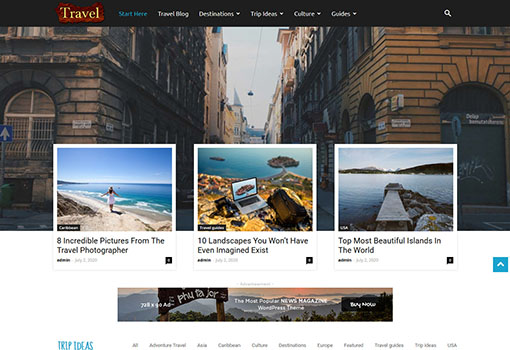 Travel
Start Here Travel Blog Destinations Trip Ideas Culture Guides
Caribbean
8 Incredible Pictures From The
Travel Photographer
admin - July 2, 2020 0
Travel guides
10 Landscapes You Won't Have
Even Imagined Exist
admin - July 2, 2020 0
USA
Top Most Beautiful Islands In
The World
admin - July 2, 2020 0
- Advertisement -
728 x 90 Ad
phu ta jor
The Most Popular NEWS MAGAZINE
WordPress Theme
BUY NOW
TRIP IDEAS
All Adventure Travel Asia Caribbean Culture Destinations Europe Featured Travel guides Trip Ideas USA